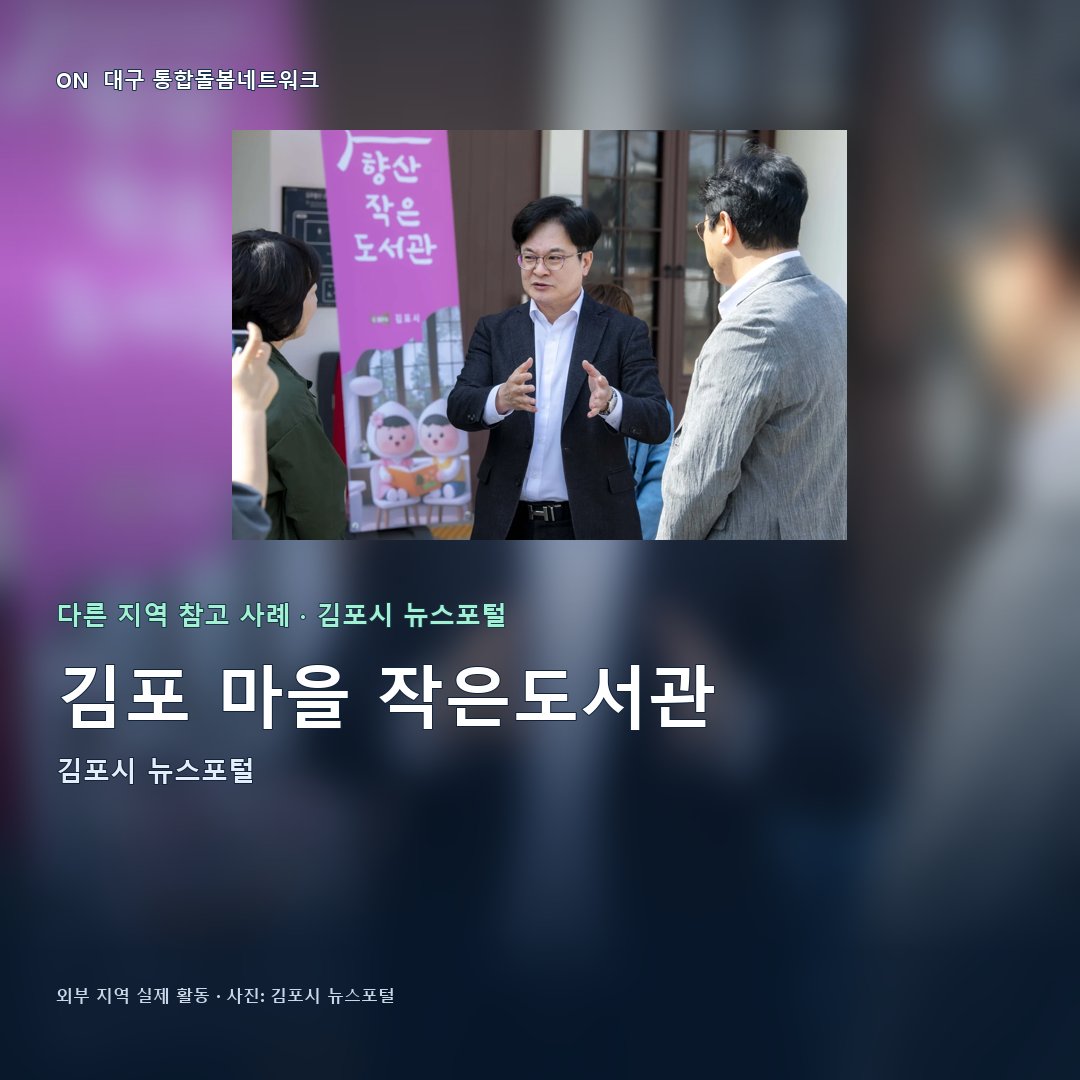 ON 대구 통합돌봄네트워크
향산
작은
도서관
김포시
다른 지역 참고 사례 · 김포시 뉴스포털
김포 마을 작은도서관
김포시 뉴스포털
외부 지역 실제 활동 · 사진: 김포시 뉴스포털